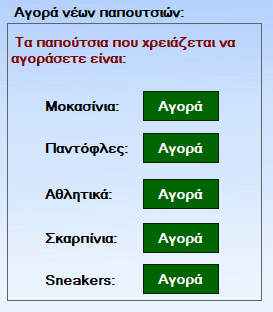 Αγορά νέων παπουτσιών:
Τα παπούτσια που χρειάζεται να
αγοράσετε είναι:
Μοκασίνια: Αγορά
Παντόφλες: Αγορά
Αθλητικά: Αγορά
Σκαρπίνια: Αγορά
Sneakers: Αγορά